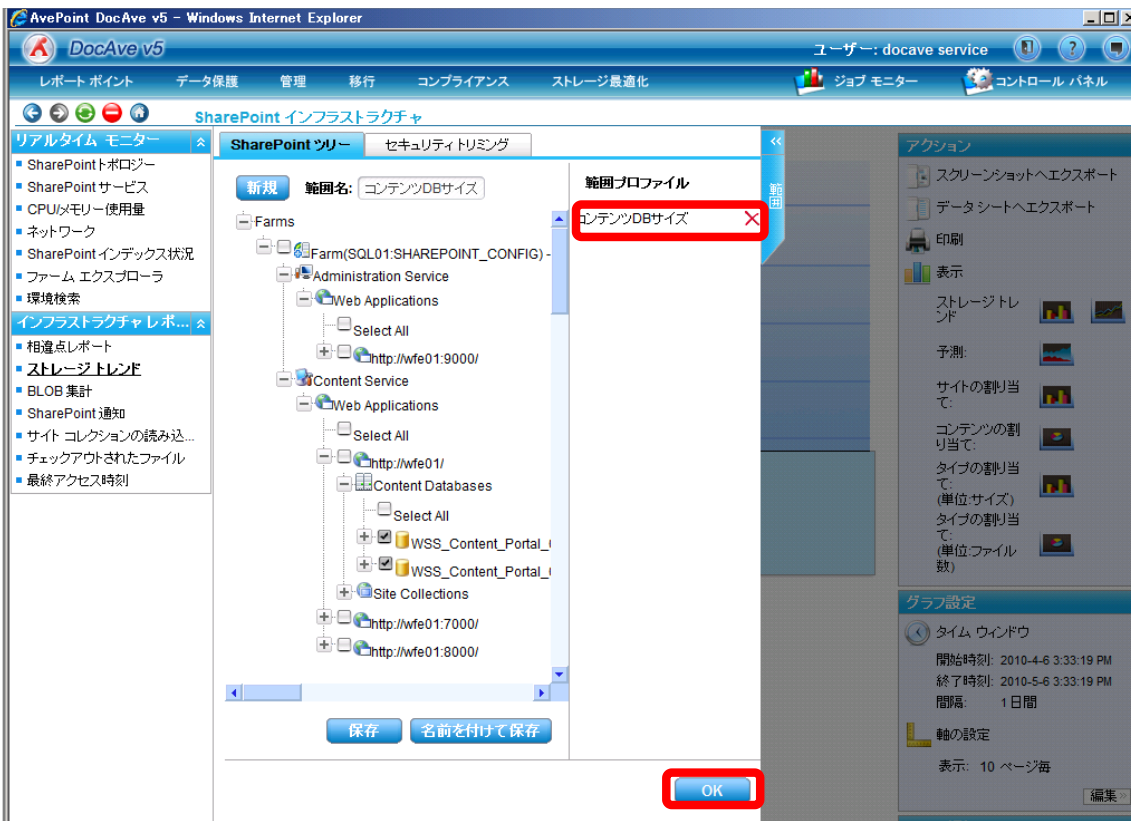 AvePoint DocAve v5 - Windows Internet Explorer
DocAve v5
ユーザー: docave service
レポート ポイント データ保護 管理 移行 コンプライアンス ストレージ最適化 ジョブ モニター コントロール パネル
SharePoint インフラストラクチャ
リアルタイム モニター
SharePointトポロジー
SharePoint サービス
CPU/メモリー使用量
ネットワーク
SharePoint インデックス状況
ファーム エクスプローラ
環境検索
インフラストラクチャ レポ...
相違点レポート
ストレージ トレンド
BLOB 集計
SharePoint 通知
サイト コレクションの読み込...
チェックアウトされたファイル
最終アクセス時刻
SharePoint ツリー セキュリティトリミング
新規 範囲名: コンテンツDBサイズ
Farms
Farm(SQL01:SHAREPOINT_CONFIG) -
Administration Service
Web Applications
Select All
http://wfe01:9000/
Content Service
Web Applications
Select All
http://wfe01/
Content Databases
Select All
WSS_Content_Portal_
WSS_Content_Portal_
Site Collections
http://wfe01:7000/
http://wfe01:8000/
保存 名前を付けて保存
範囲プロファイル
コンテンツDBサイズ
OK
範囲
アクション
スクリーンショットへエクスポート
データ シートへエクスポート
印刷
表示
ストレージトレ
ンド
予測:
サイトの割り当
て:
コンテンツの割
り当て:
タイプの割り当
て:
(単位:サイズ)
タイプの割り当
て:
(単位:ファイル
数)
グラフ設定
タイム ウィンドウ
開始時刻: 2010-4-6 3:33:19 PM
終了時刻: 2010-5-6 3:33:19 PM
間隔: 1日間
軸の設定
表示: 10 ページ毎
編集»